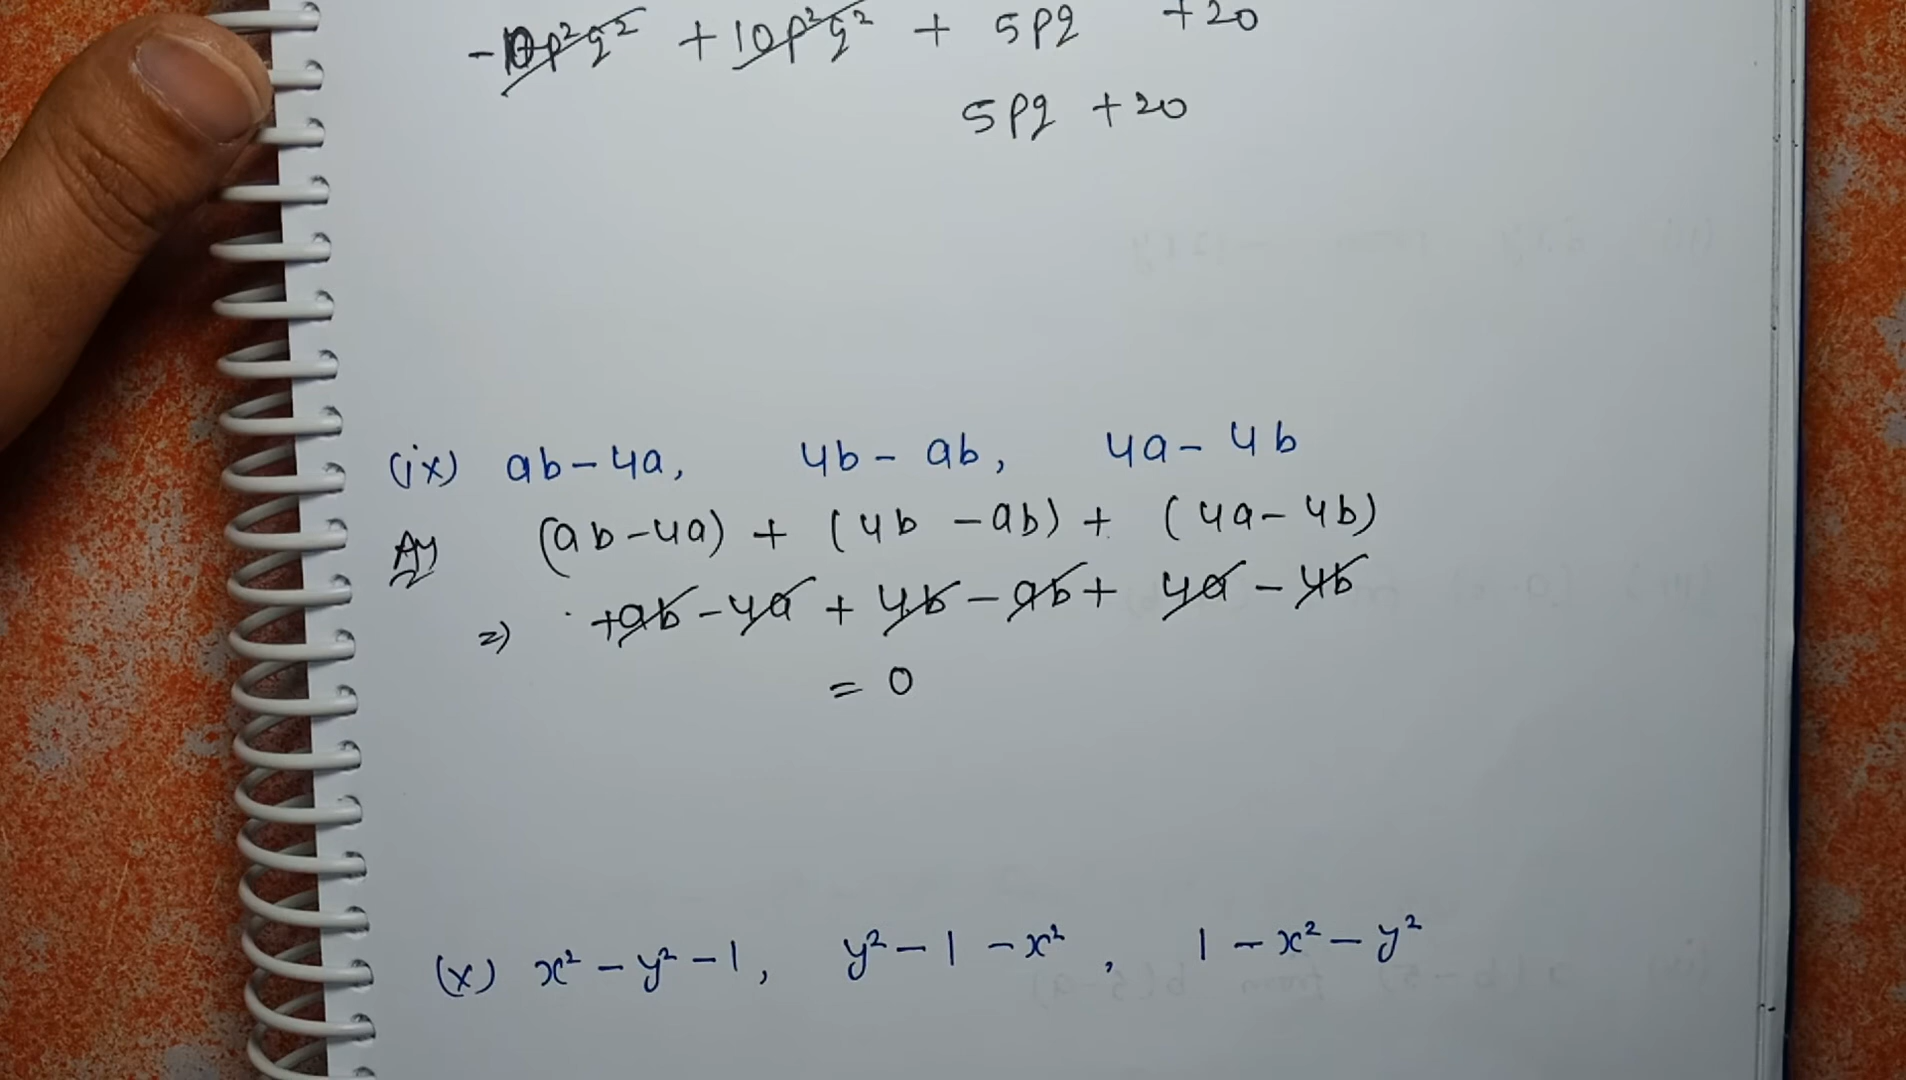 -10p²q² + 10p²q² + 5pq + 20
5pq + 20
(ix) ab - 4a, 4b - ab, 4a - 4b
(ab - 4a) + (4b - ab) + (4a - 4b)
=) +ab - 4a + 4b - ab + 4a - 4b
= 0
(x) x² - y² - 1, y² - 1 - x², 1 - x² - y²